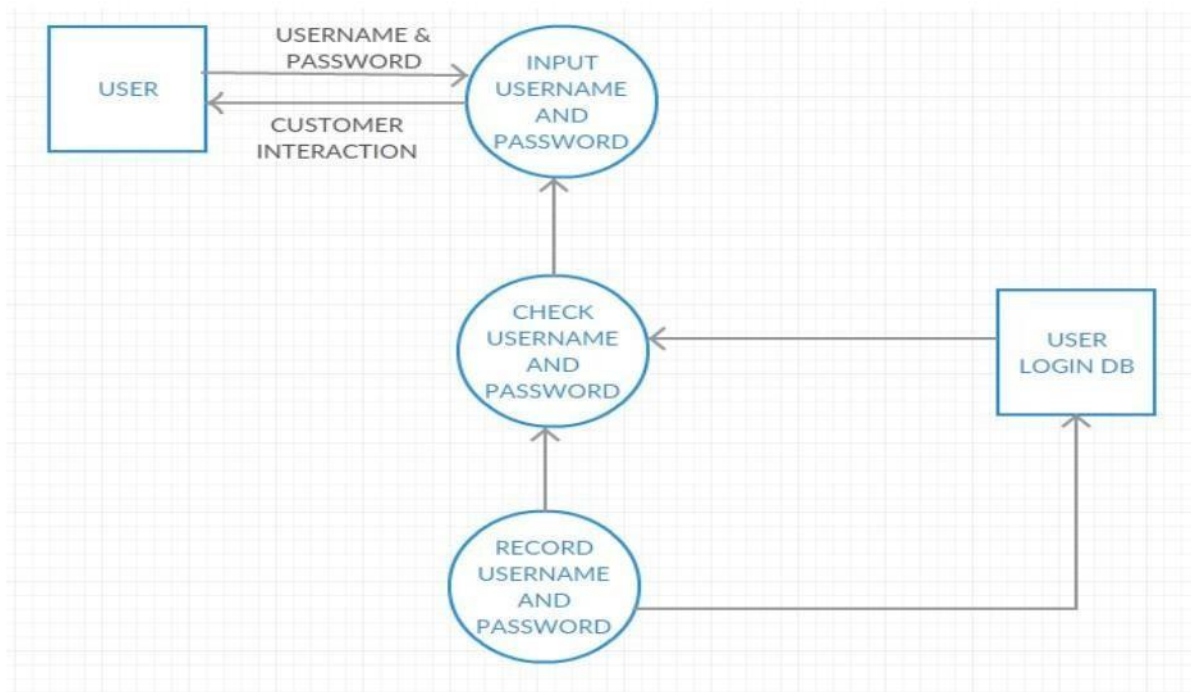 USER
USERNAME &
PASSWORD
CUSTOMER
INTERACTION
INPUT
USERNAME
AND
PASSWORD
CHECK
USERNAME
AND
PASSWORD
USER
LOGIN DB
RECORD
USERNAME
AND
PASSWORD